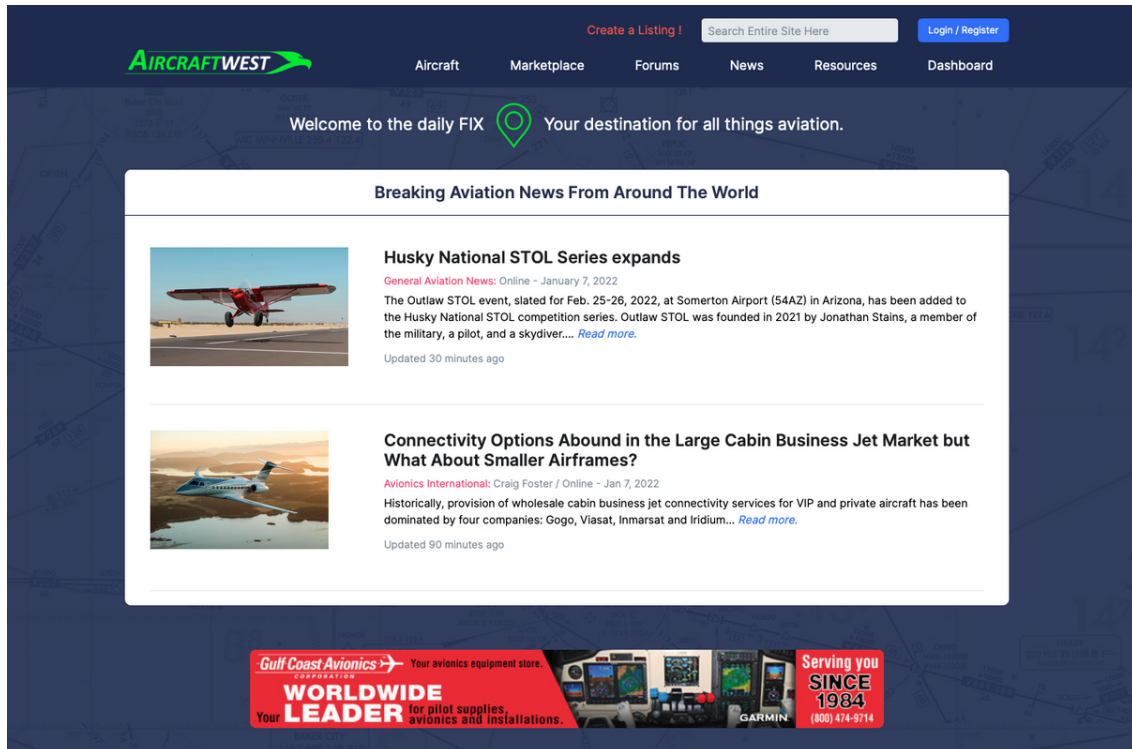 Create a Listing !
Search Entire Site Here
Login / Register
AIRCRAFTWEST
Aircraft
Marketplace
Forums
News
Resources
Dashboard
Welcome to the daily FIX
Your destination for all things aviation.
Breaking Aviation News From Around The World
Husky National STOL Series expands
General Aviation News: Online - January 7, 2022
The Outlaw STOL event, slated for Feb. 25-26, 2022, at Somerton Airport (54AZ) in Arizona, has been added to
the Husky National STOL competition series. Outlaw STOL was founded in 2021 by Jonathan Stains, a member of
the military, a pilot, and a skydiver.... Read more.
Updated 30 minutes ago
Connectivity Options Abound in the Large Cabin Business Jet Market but
What About Smaller Airframes?
Avionics International: Craig Foster / Online - Jan 7, 2022
Historically, provision of wholesale cabin business jet connectivity services for VIP and private aircraft has been
dominated by four companies: Gogo, Viasat, Inmarsat and Iridium... Read more.
Updated 90 minutes ago
Gulf Coast Avionics
CORPORATION
Your avionics equipment store.
Your WORLDWIDE LEADER
for pilot supplies,
avionics and installations.
GARMIN
Serving you
SINCE
1984
(800) 474-9714